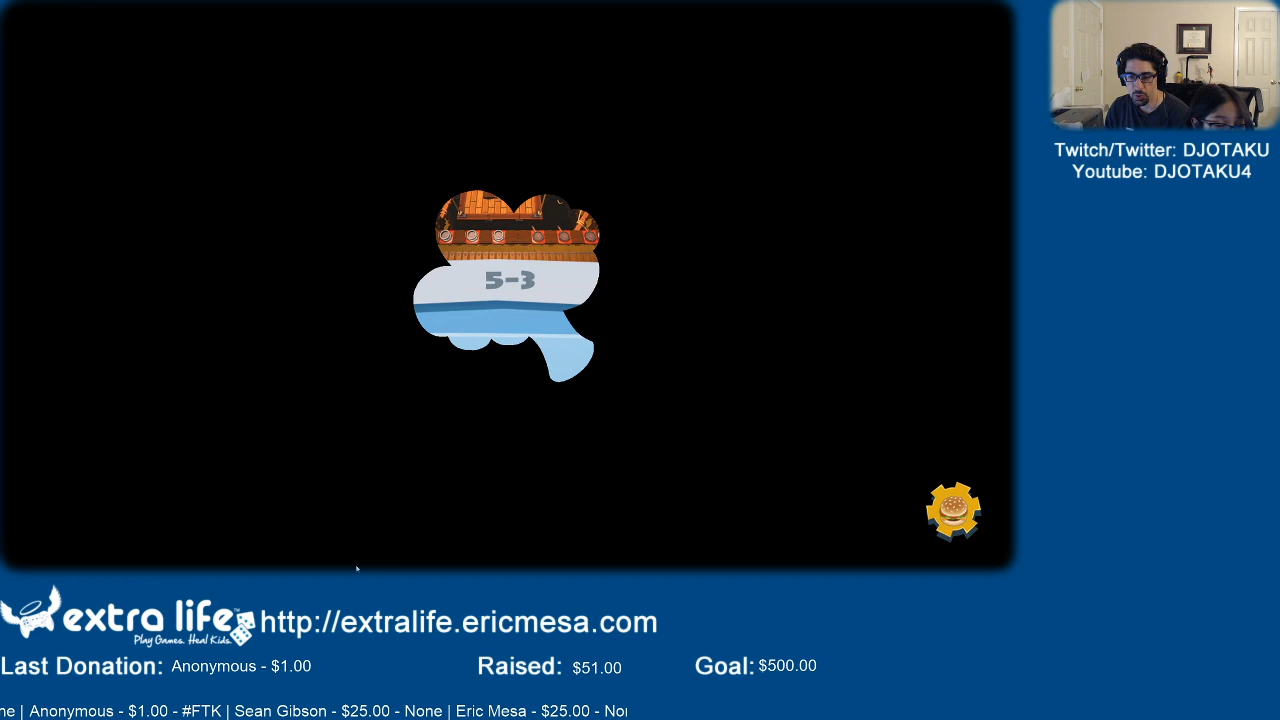 5-3
Twitch/Twitter: DJOTAKU
Youtube: DJOTAKU4
extra life
Play Games. Heal Kids.
http://extralife.ericmesa.com
Last Donation: Anonymous - $1.00
Raised: $51.00
Goal: $500.00
ne | Anonymous - $1.00 - #FTK | Sean Gibson - $25.00 - None | Eric Mesa - $25.00 - Non